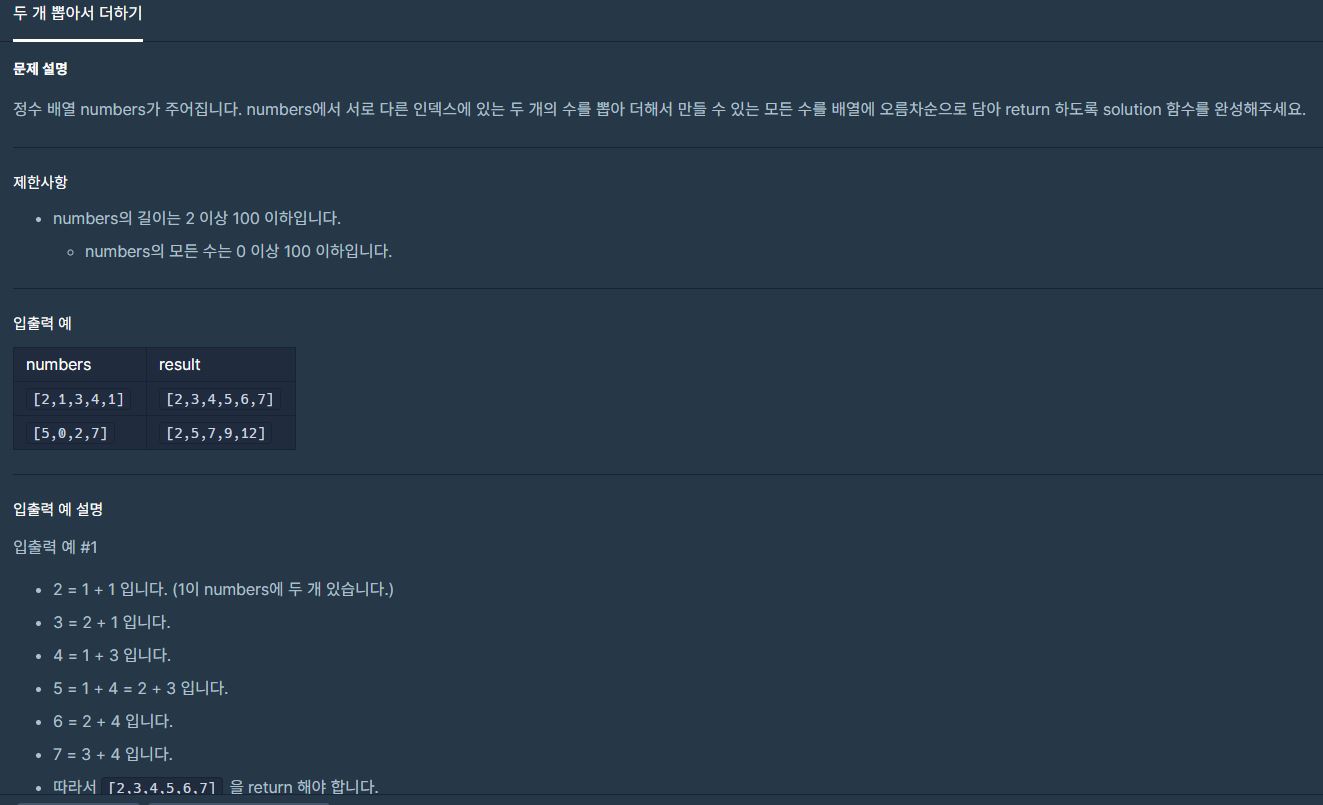 두 개 뽑아서 더하기
문제 설명
정수 배열 numbers가 주어집니다. numbers에서 서로 다른 인덱스에 있는 두 개의 수를 뽑아 더해서 만들 수 있는 모든 수를 배열에 오름차순으로 담아 return 하도록 solution 함수를 완성해주세요.
제한사항
numbers의 길이는 2 이상 100 이하입니다.
numbers의 모든 수는 0 이상 100 이하입니다.
입출력 예
numbers result
[2,1,3,4,1] [2,3,4,5,6,7]
[5,0,2,7] [2,5,7,9,12]
입출력 예 설명
입출력 예 #1
2 = 1 + 1 입니다. (1이 numbers에 두 개 있습니다.)
3 = 2 + 1 입니다.
4 = 1 + 3 입니다.
5 = 1 + 4 = 2 + 3 입니다.
6 = 2 + 4 입니다.
7 = 3 + 4 입니다.
따라서 [2,3,4,5,6,7] 을 return 해야 합니다.